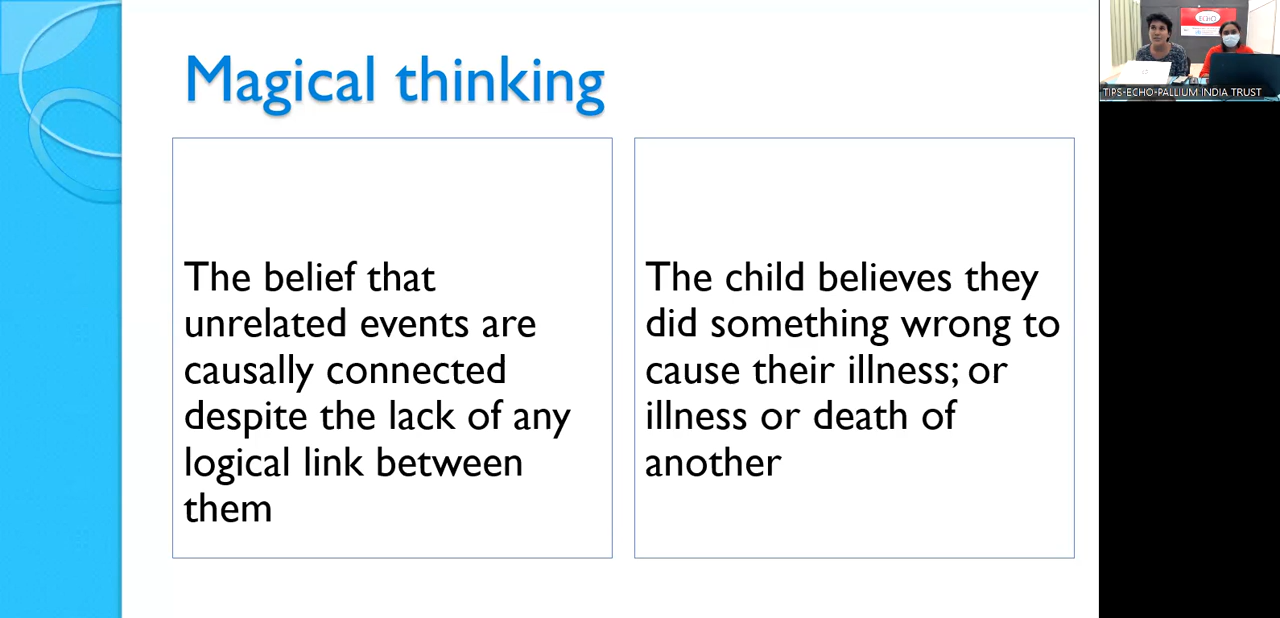 Magical thinking
The belief that
unrelated events are
causally connected
despite the lack of any
logical link between
them
The child believes they
did something wrong to
cause their illness; or
illness or death of
another
ECHO
TIPS-ECHO-PALLIUM INDIA TRUST